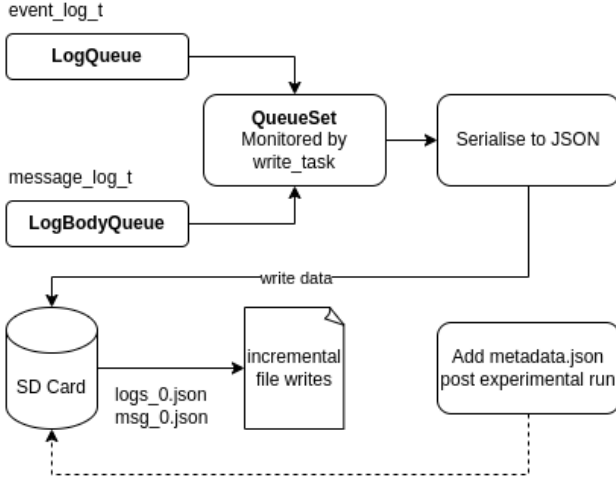 event_log_t
LogQueue
QueueSet
Monitored by
write_task
Serialise to JSON
message_log_t
LogBodyQueue
write data
SD Card
logs_0.json
msg_0.json
incremental
file writes
Add metadata.json
post experimental run